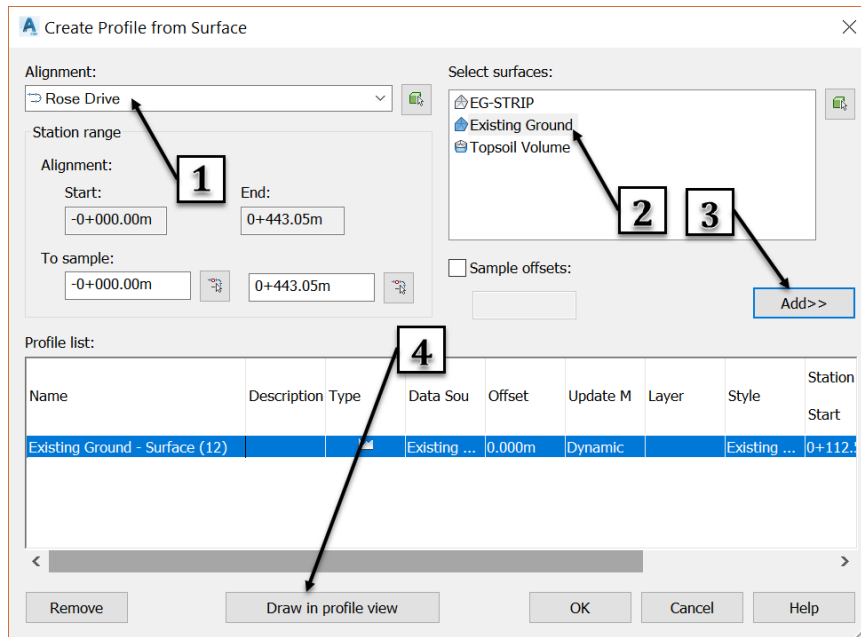 Create Profile from Surface
Alignment:
Rose Drive
Station range
Alignment:
Start: End:
-0+000.00m 0+443.05m
To sample:
-0+000.00m 0+443.05m
1
Select surfaces:
EG-STRIP
Existing Ground
Topsoil Volume
2 3
Sample offsets:
Add>>
Profile list:
4
Name Description Type Data Sou Offset Update M Layer Style Station
Start
Existing Ground - Surface (12) Existing ... 0.000m Dynamic Existing ... 0+112.
Remove Draw in profile view OK Cancel Help